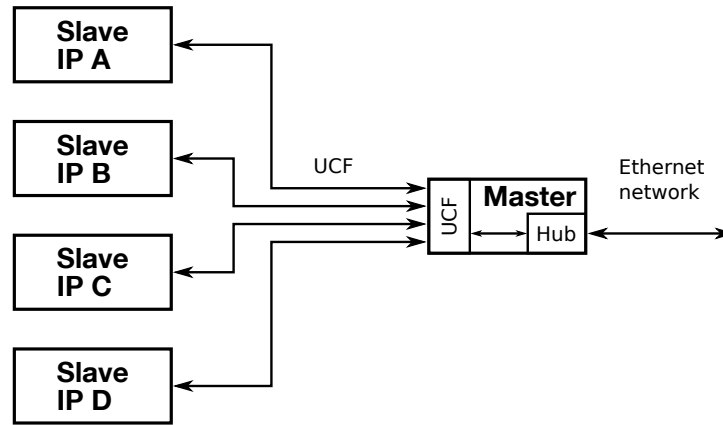 Slave
IP A
Slave
IP B
Slave
IP C
Slave
IP D
UCF
UCF
Master
Hub
Ethernet
network